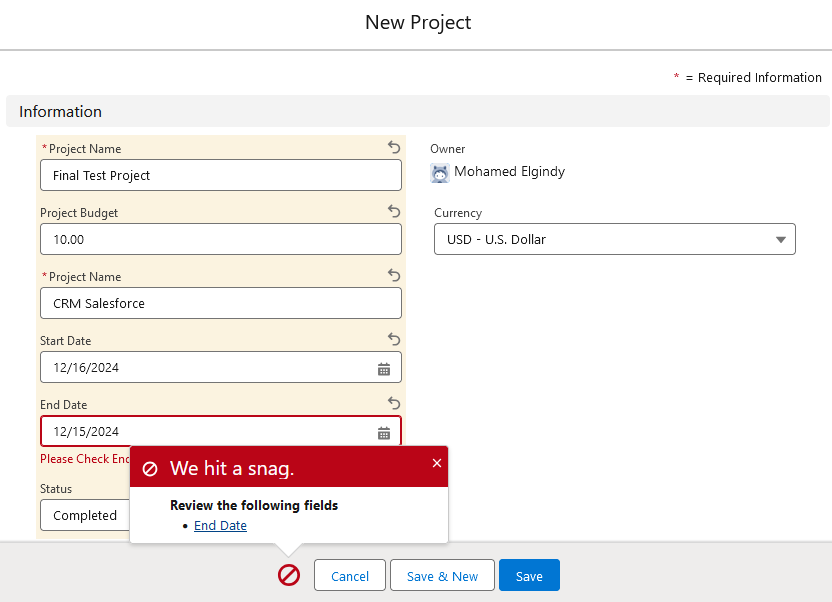 New Project
* = Required Information
Information
*Project Name
Final Test Project
Owner
Mohamed Elgindy
Project Budget
10.00
Currency
USD - U.S. Dollar
*Project Name
CRM Salesforce
Start Date
12/16/2024
End Date
12/15/2024
Please Check
We hit a snag.
Review the following fields
• End Date
Status
Completed
Cancel
Save & New
Save